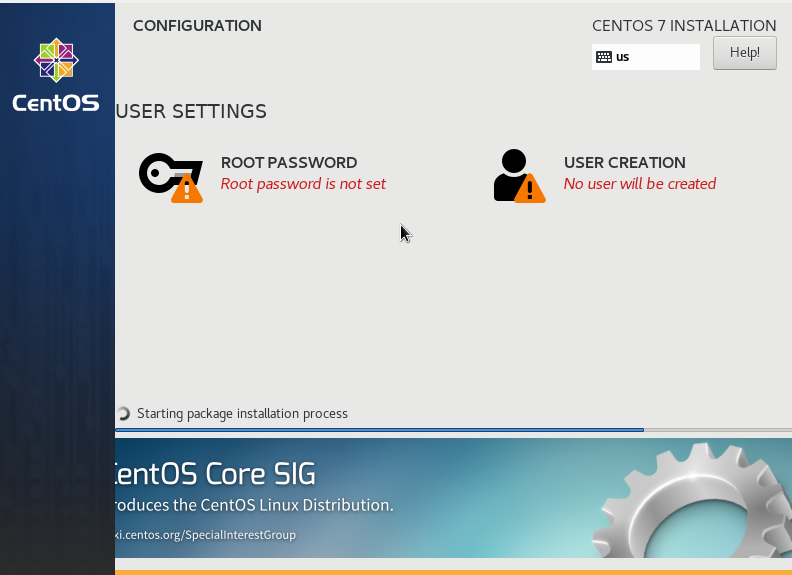 CONFIGURATION
CENTOS 7 INSTALLATION
us
Help!
CentOS
USER SETTINGS
ROOT PASSWORD
Root password is not set
USER CREATION
No user will be created
Starting package installation process
entOS Core SIG
roduces the CentOS Linux Distribution.
ki.centos.org/SpecialInterestGroup